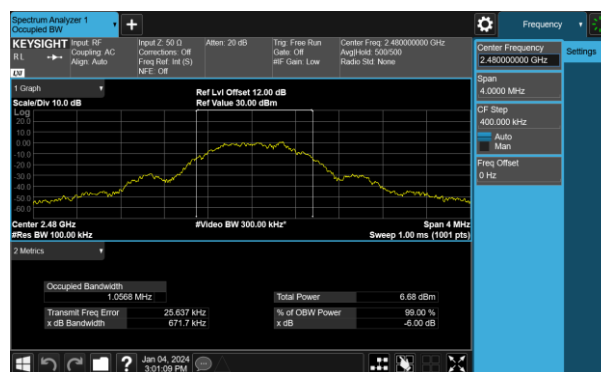 Spectrum Analyzer 1
Occupied BW
Frequency
KEYSIGHT
Input: RF
Coupling: AC
Align: Auto
Input Z: 50 Ω
Corrections: Off
Freq Ref: Int (S)
NFE: Off
Atten: 20 dB
Trig: Free Run
Gate: Off
#IF Gain: Low
Center Freq: 2.480000000 GHz
Avg|Hold: 500/500
Radio Std: None
R L
LXI
Center Frequency
2.480000000 GHz
Settings
Span
4.0000 MHz
CF Step
400.000 kHz
Auto
Man
Freq Offset
0 Hz
1 Graph
Scale/Div 10.0 dB
Ref Lvl Offset 12.00 dB
Ref Value 30.00 dBm
Log
20.0
10.0
0.00
-10.0
-20.0
-30.0
-40.0
-50.0
-60.0
Center 2.48 GHz
#Video BW 300.00 kHz*
Span 4 MHz
#Res BW 100.00 kHz
Sweep 1.00 ms (1001 pts)
2 Metrics
Occupied Bandwidth
1.0568 MHz
Total Power
6.68 dBm
Transmit Freq Error
25.637 kHz
% of OBW Power
99.00 %
x dB Bandwidth
671.7 kHz
x dB
-6.00 dB
?
Jan 04, 2024
3:01:09 PM